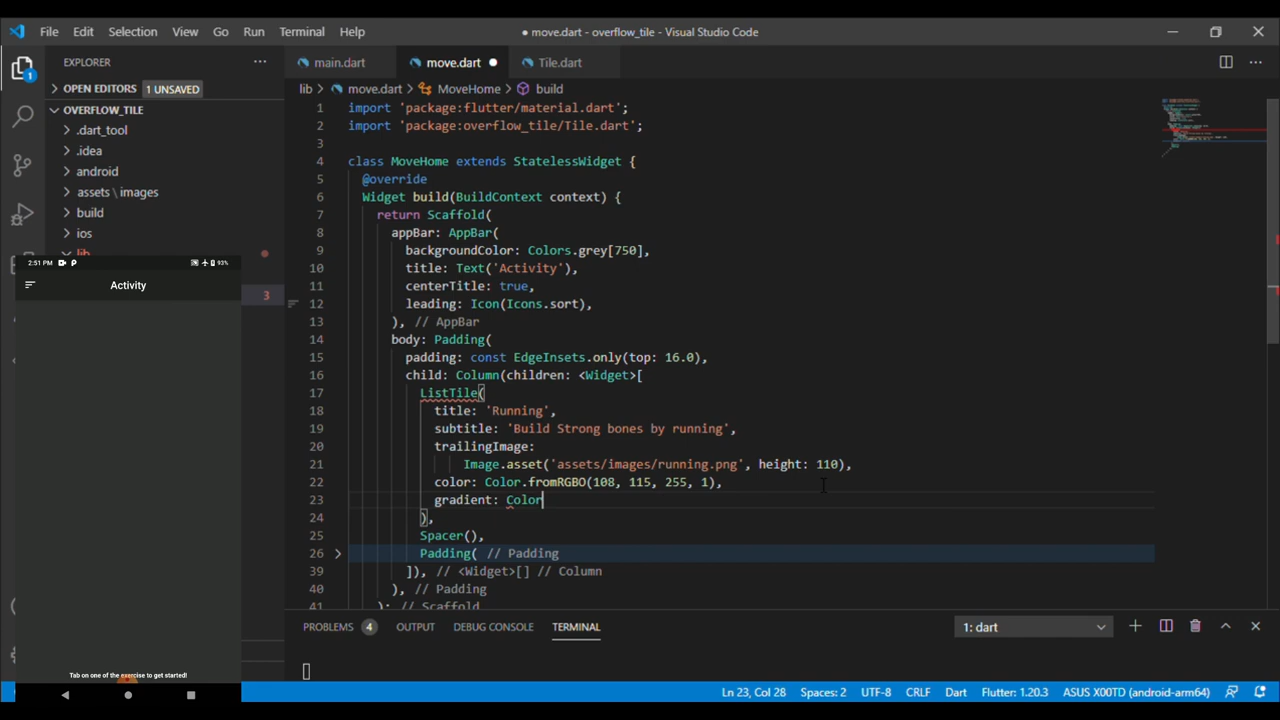 File Edit Selection View Go Run Terminal Help
● move.dart - overflow_tile - Visual Studio Code
EXPLORER
OPEN EDITORS 1 UNSAVED
OVERFLOW_TILE
.dart_tool
.idea
android
assets \ images
build
ios
lib
3
1
main.dart
move.dart
Tile.dart
lib > move.dart > MoveHome > build
1 import 'package:flutter/material.dart';
2 import 'package:overflow_tile/Tile.dart';
3
4 class MoveHome extends StatelessWidget {
5 @override
6 Widget build(BuildContext context) {
7 return Scaffold(
8 appBar: AppBar(
9 backgroundColor: Colors.grey[750],
10 title: Text('Activity'),
11 centerTitle: true,
12 leading: Icon(Icons.sort),
13 ), // AppBar
14 body: Padding(
15 padding: const EdgeInsets.only(top: 16.0),
16 child: Column(children: <Widget>[
17 ListTile(
18 title: 'Running',
19 subtitle: 'Build Strong bones by running',
20 trailingImage:
21 Image.asset('assets/images/running.png', height: 110),
22 color: Color.fromRGBO(108, 115, 255, 1),
23 gradient: Color
24 ),
25 Spacer(),
26 Padding( // Padding
39 ]), // <Widget>[] // Column
40 ), // Padding
41 ); // Scaffold
2:51 PM P 93%
Activity
Tab on one of the exercise to get started!
PROBLEMS 4 OUTPUT DEBUG CONSOLE TERMINAL
1: dart
Ln 23, Col 28 Spaces: 2 UTF-8 CRLF Dart Flutter: 1.20.3 ASUS X00TD (android-arm64)